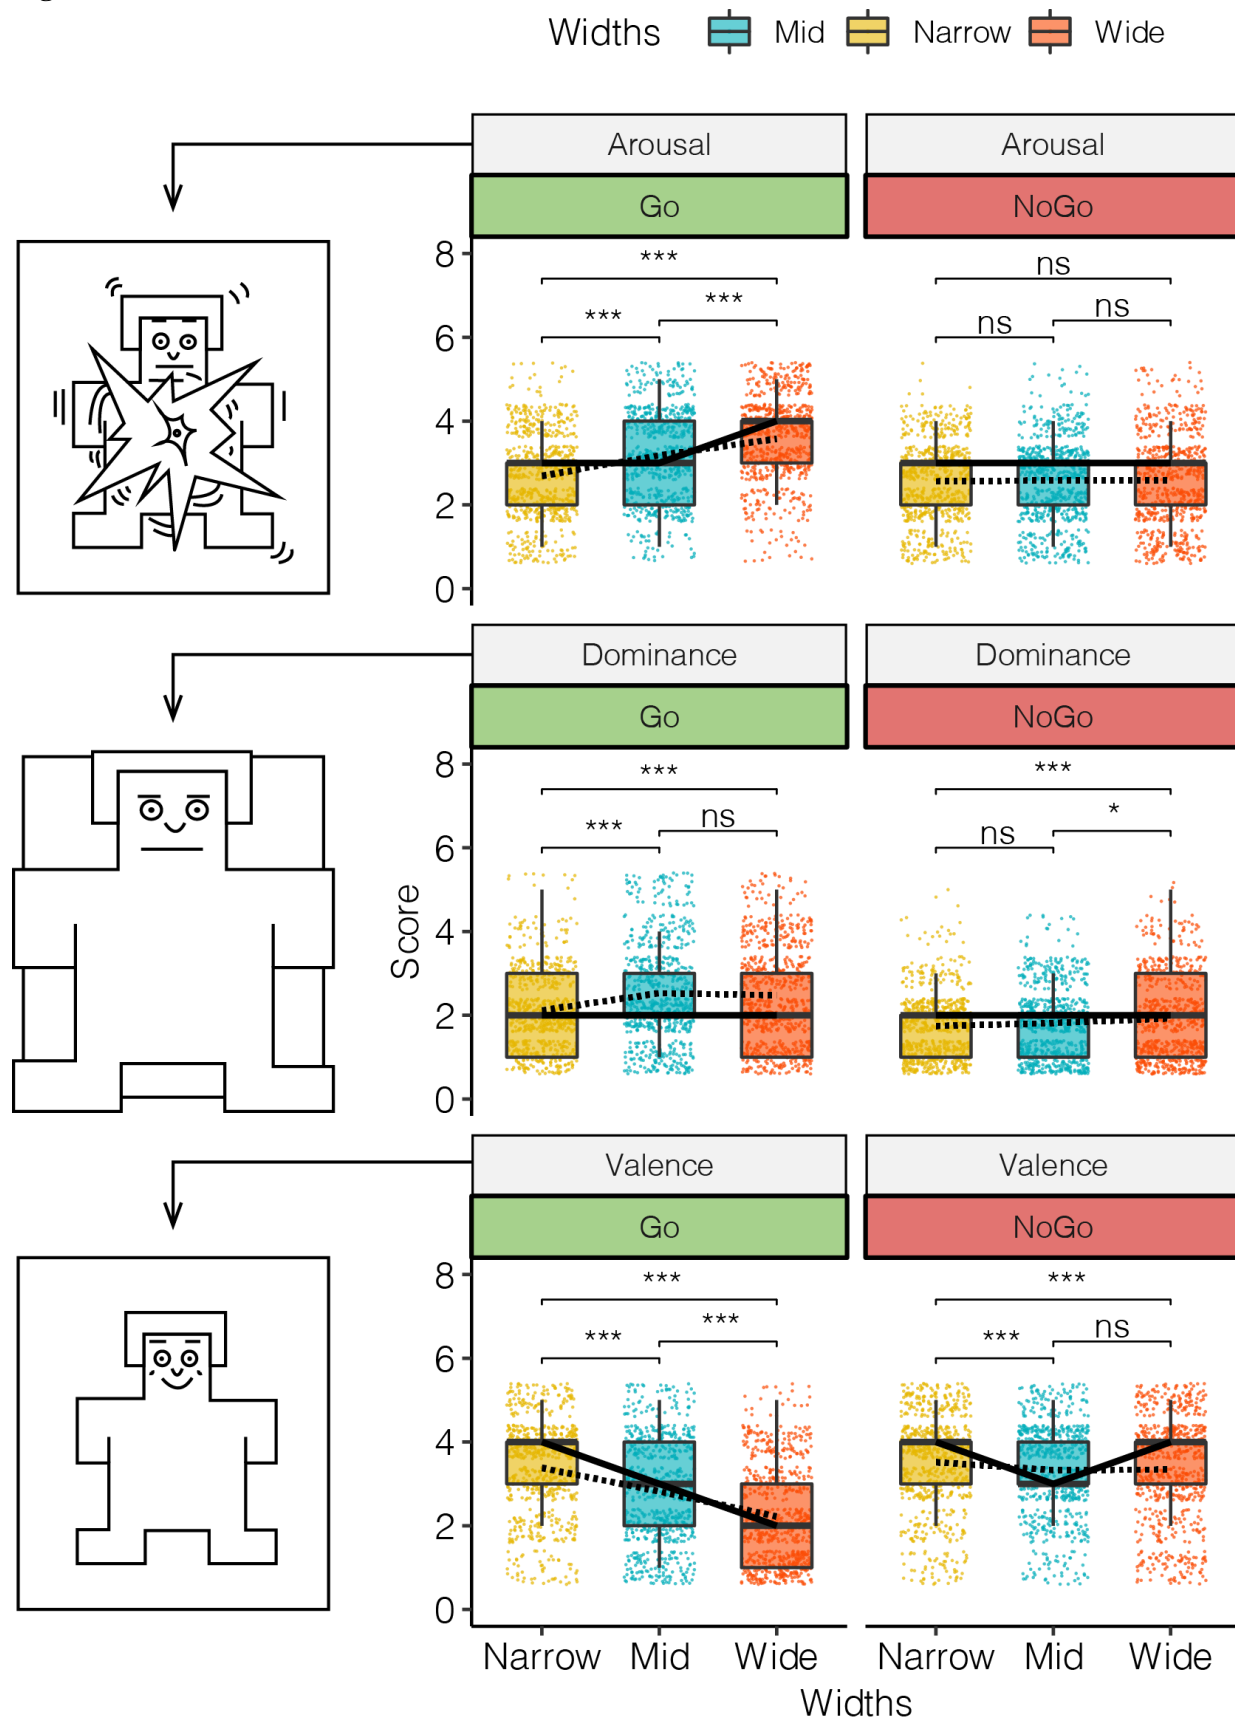 Widths Mid Narrow Wide
Arousal Arousal
Go NoGo
8
6
4
2
0
*** *** ***
ns ns ns
Dominance Dominance
Go NoGo
Score
8
6
4
2
0
*** *** ns
*** ns *
Valence Valence
Go NoGo
8
6
4
2
0
*** *** ***
*** *** ns
Narrow Mid Wide Narrow Mid Wide
Widths